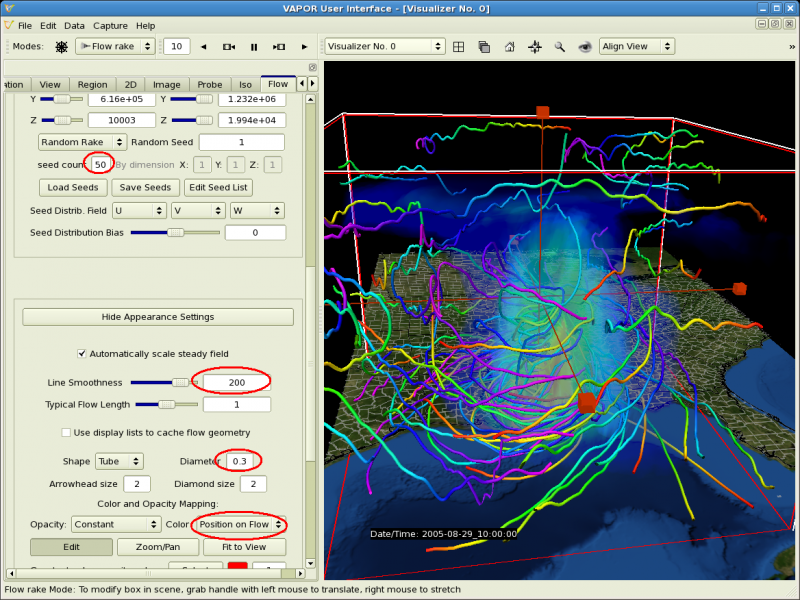 VAPOR User Interface - [Visualizer No. 0]
File Edit Data Capture Help
Modes: Flow rake 10 Visualizer No. 0 Align View »
ation View Region 2D Image Probe Iso Flow
Y 6.16e+05 Y 1.232e+06
Z 10003 Z 1.994e+04
Random Rake Random Seed 1
seed coun 50 By dimension X: 1 Y: 1 Z: 1
Load Seeds Save Seeds Edit Seed List
Seed Distrib. Field U V W
Seed Distribution Bias 0
Hide Appearance Settings
Automatically scale steady field
Line Smoothness 200
Typical Flow Length 1
Use display lists to cache flow geometry
Shape Tube Diameter 0.3
Arrowhead size 2 Diamond size 2
Color and Opacity Mapping:
Opacity: Constant Color Position on Flow
Edit Zoom/Pan Fit to View
Date/Time: 2005-08-29_10:00:00
Flow rake Mode: To modify box in scene, grab handle with left mouse to translate, right mouse to stretch